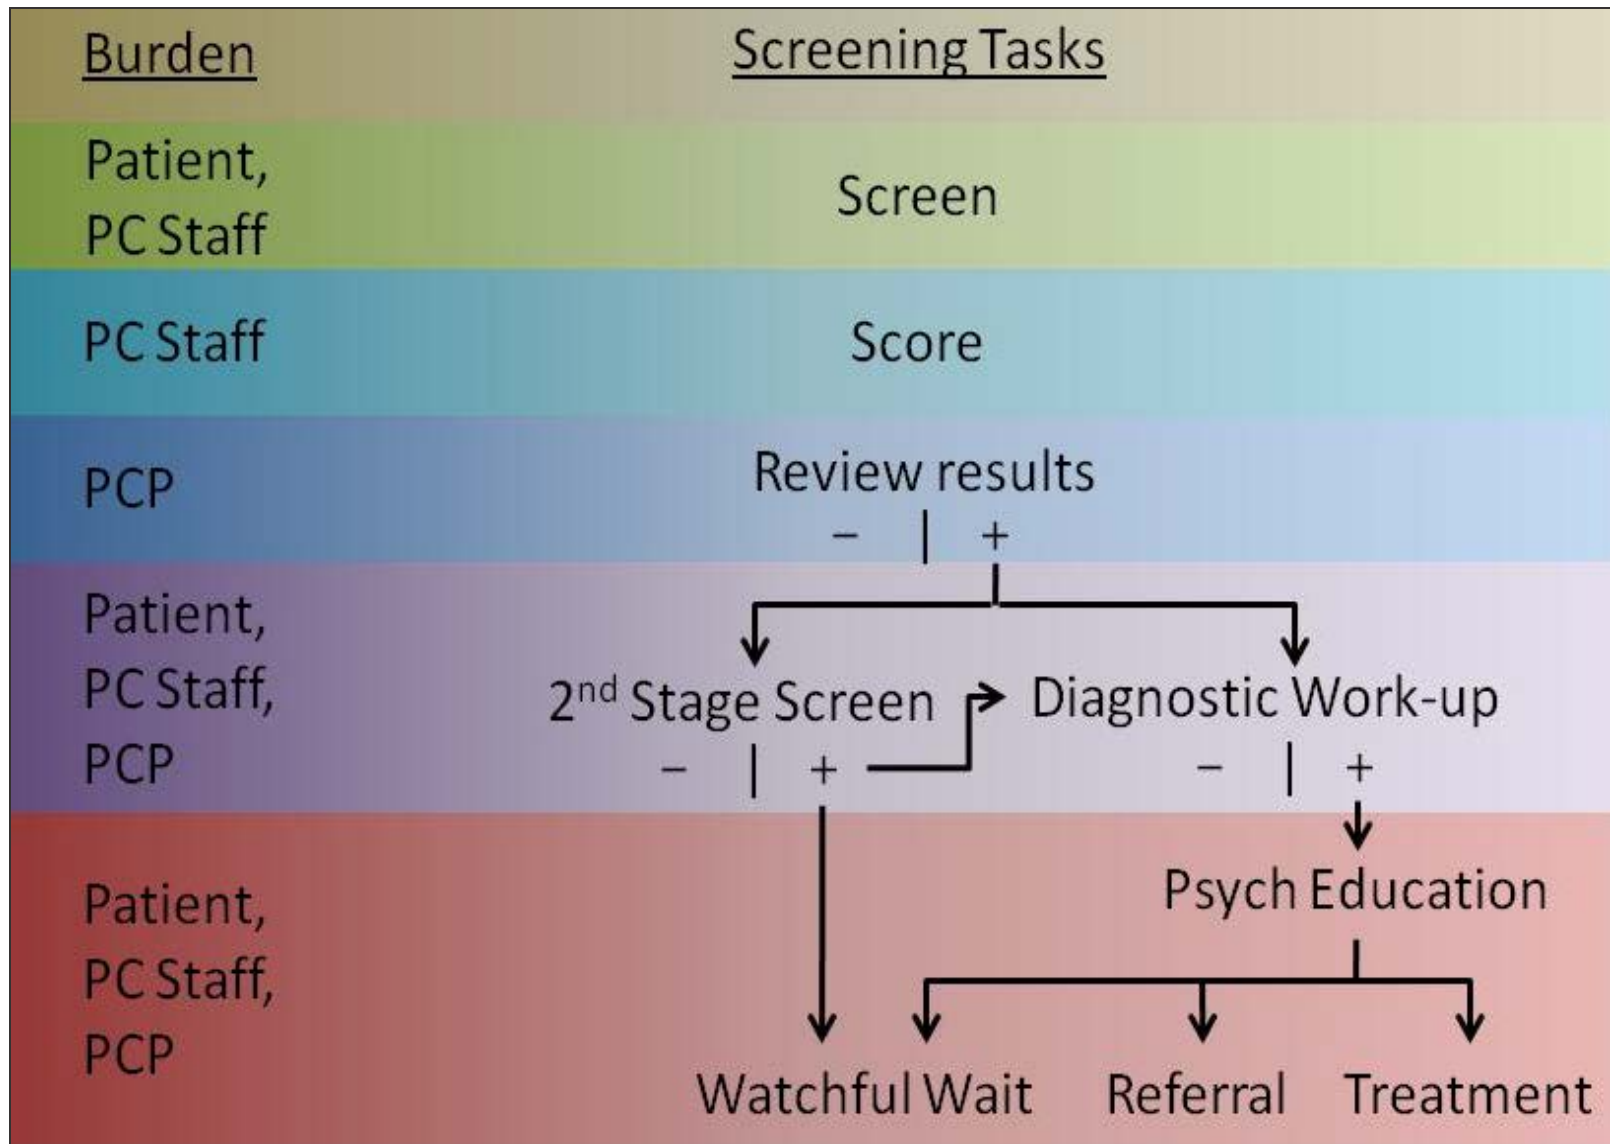 Burden Screening Tasks
Patient,
PC Staff
Screen
PC Staff Score
PCP
Review results
− | +
Patient,
PC Staff,
PCP
2nd Stage Screen Diagnostic Work-up
− | + − | +
Patient,
PC Staff,
PCP
Psych Education
Watchful Wait Referral Treatment